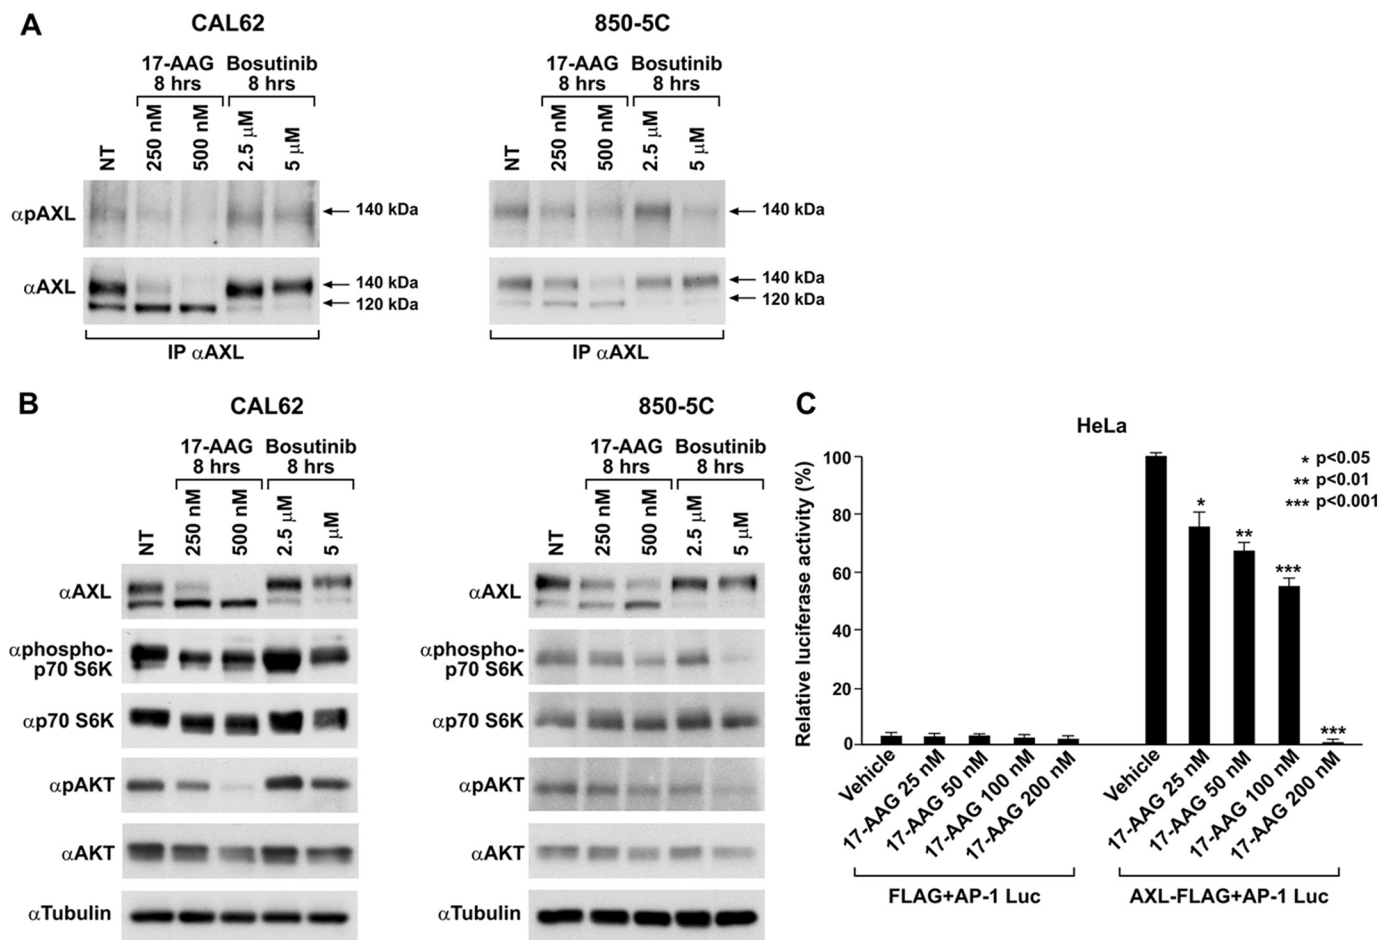 A
CAL62
17-AAG
8 hrs
Bosutinib
8 hrs
NT
250 nM
500 nM
2.5 μM
5 μM
αpAXL
140 kDa
αAXL
140 kDa
120 kDa
IP αAXL
850-5C
17-AAG
8 hrs
Bosutinib
8 hrs
NT
250 nM
500 nM
2.5 μM
5 μM
140 kDa
140 kDa
120 kDa
IP αAXL
B
CAL62
17-AAG
8 hrs
Bosutinib
8 hrs
NT
250 nM
500 nM
2.5 μM
5 μM
αAXL
αphospho-
p70 S6K
αp70 S6K
αpAKT
αAKT
αTubulin
850-5C
17-AAG
8 hrs
Bosutinib
8 hrs
NT
250 nM
500 nM
2.5 μM
5 μM
αAXL
αphospho-
p70 S6K
αp70 S6K
αpAKT
αAKT
αTubulin
C
HeLa
* p<0.05
** p<0.01
*** p<0.001
Relative luciferase activity (%)
100
80
60
40
20
0
*
**
***
***
Vehicle
17-AAG 25 nM
17-AAG 50 nM
17-AAG 100 nM
17-AAG 200 nM
Vehicle
17-AAG 25 nM
17-AAG 50 nM
17-AAG 100 nM
17-AAG 200 nM
FLAG+AP-1 Luc
AXL-FLAG+AP-1 Luc